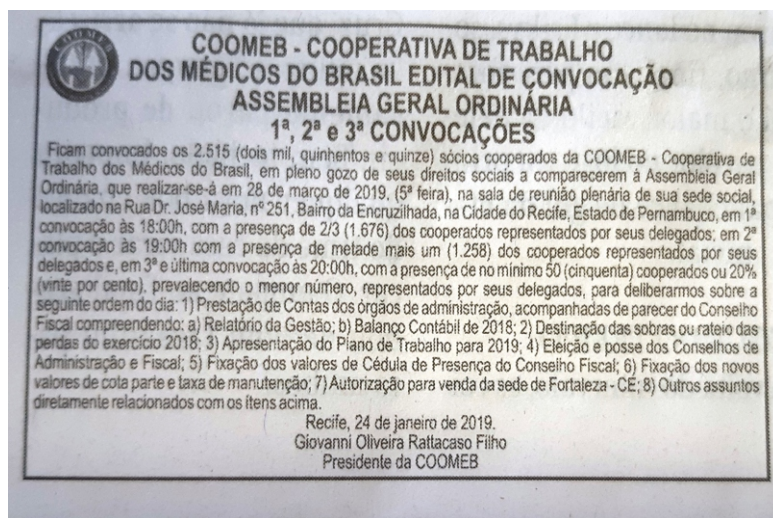 COOMEB
COOMEB - COOPERATIVA DE TRABALHO
DOS MÉDICOS DO BRASIL EDITAL DE CONVOCAÇÃO
ASSEMBLEIA GERAL ORDINÁRIA
1ª, 2ª e 3ª CONVOCAÇÕES
Ficam convocados os 2.515 (dois mil, quinhentos e quinze) sócios cooperados da COOMEB - Cooperativa de
Trabalho dos Médicos do Brasil, em pleno gozo de seus direitos sociais a comparecerem à Assembleia Geral
Ordinária, que realizar-se-á em 28 de março de 2019, (5ª feira), na sala de reunião plenária de sua sede social,
localizado na Rua Dr. José Maria, nº 251, Bairro da Encruzilhada, na Cidade do Recife, Estado de Pernambuco, em 1ª
convocação às 18:00h, com a presença de 2/3 (1.676) dos cooperados representados por seus delegados; em 2ª
convocação às 19:00h com a presença de metade mais um (1.258) dos cooperados representados por seus
delegados e, em 3ª e última convocação às 20:00h, com a presença de no mínimo 50 (cinquenta) cooperados ou 20%
(vinte por cento), prevalecendo o menor número, representados por seus delegados, para deliberarmos sobre a
seguinte ordem do dia: 1) Prestação de Contas dos órgãos de administração, acompanhadas de parecer do Conselho
Fiscal compreendendo: a) Relatório da Gestão; b) Balanço Contábil de 2018; 2) Destinação das sobras ou rateio das
perdas do exercício 2018; 3) Apresentação do Plano de Trabalho para 2019; 4) Eleição e posse dos Conselhos de
Administração e Fiscal; 5) Fixação dos valores de Cédula de Presença do Conselho Fiscal; 6) Fixação dos novos
valores de cota parte e taxa de manutenção; 7) Autorização para venda da sede de Fortaleza - CE; 8) Outros assuntos
diretamente relacionados com os ítens acima.
Recife, 24 de janeiro de 2019.
Giovanni Oliveira Rattacaso Filho
Presidente da COOMEB